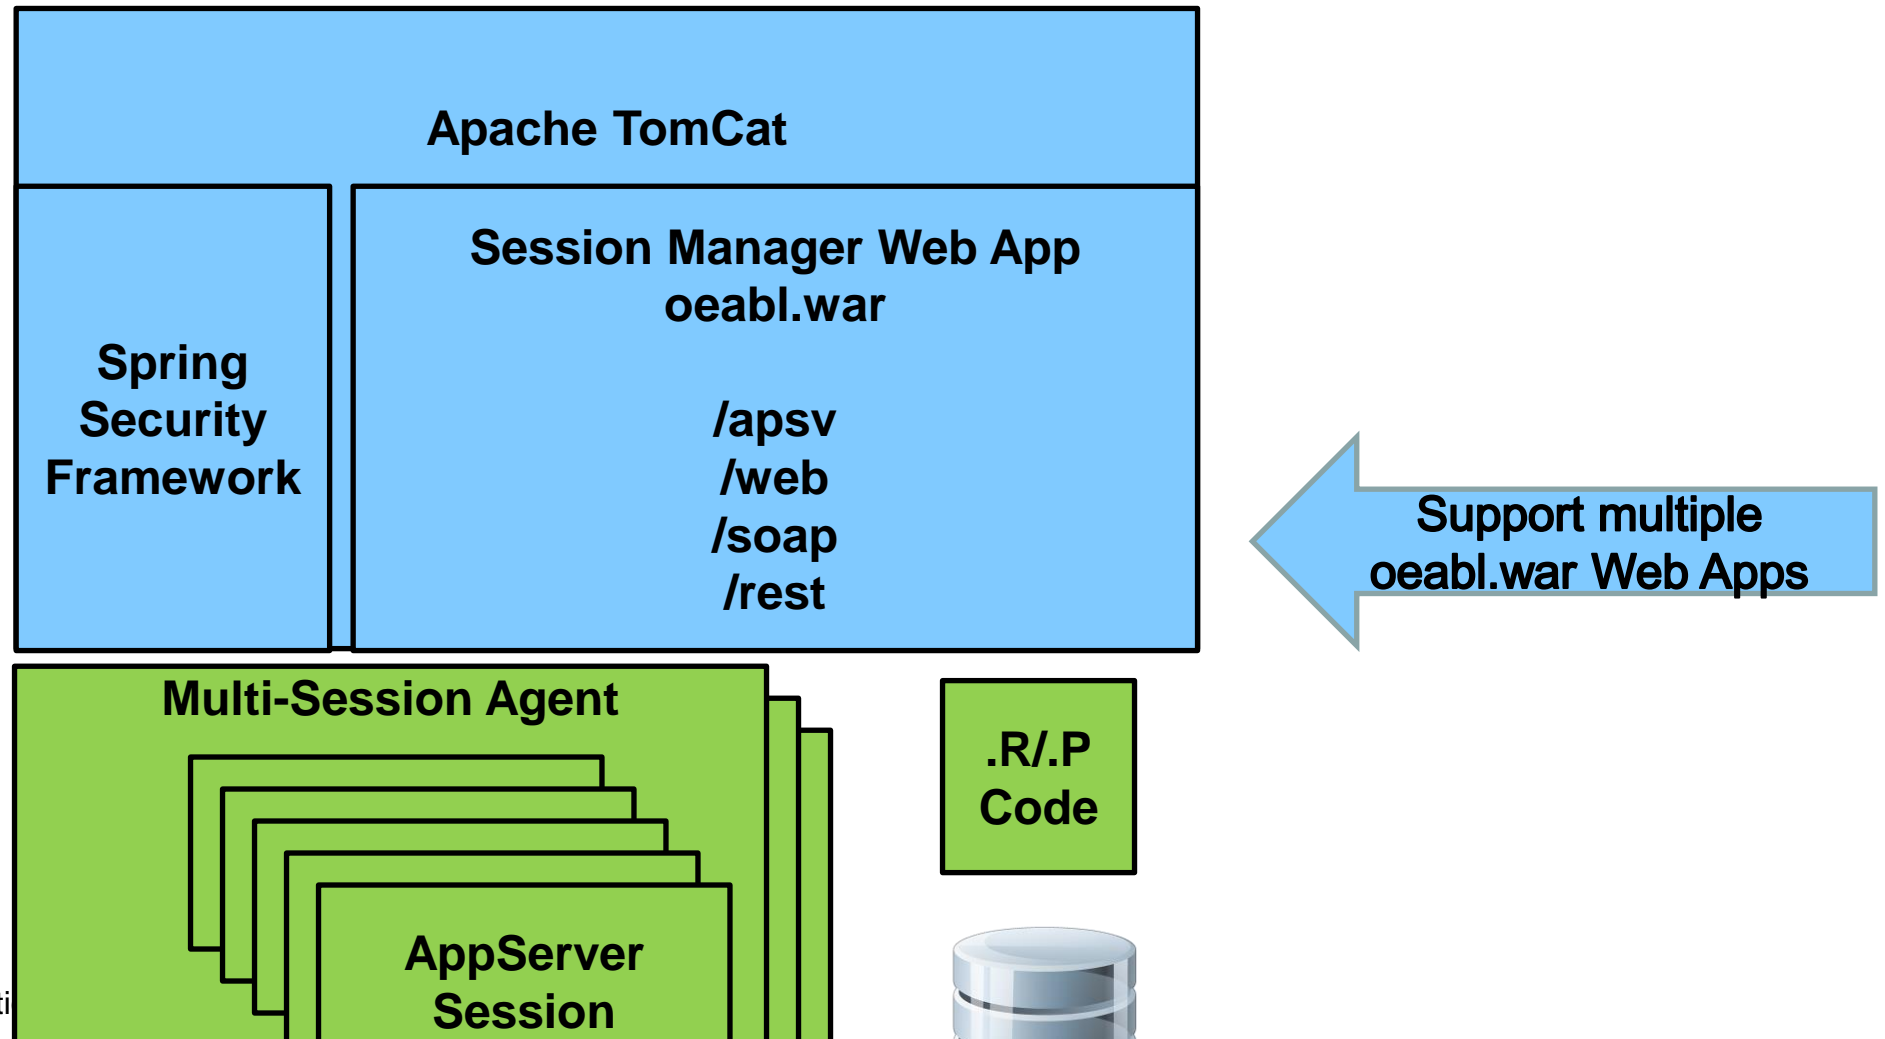 Apache TomCat
Session Manager Web App
oeabl.war
Spring
Security
Framework
/apsv
/web
/soap
/rest
Support multiple
oeabl.war Web Apps
Multi-Session Agent
.R/.P
Code
AppServer
Session